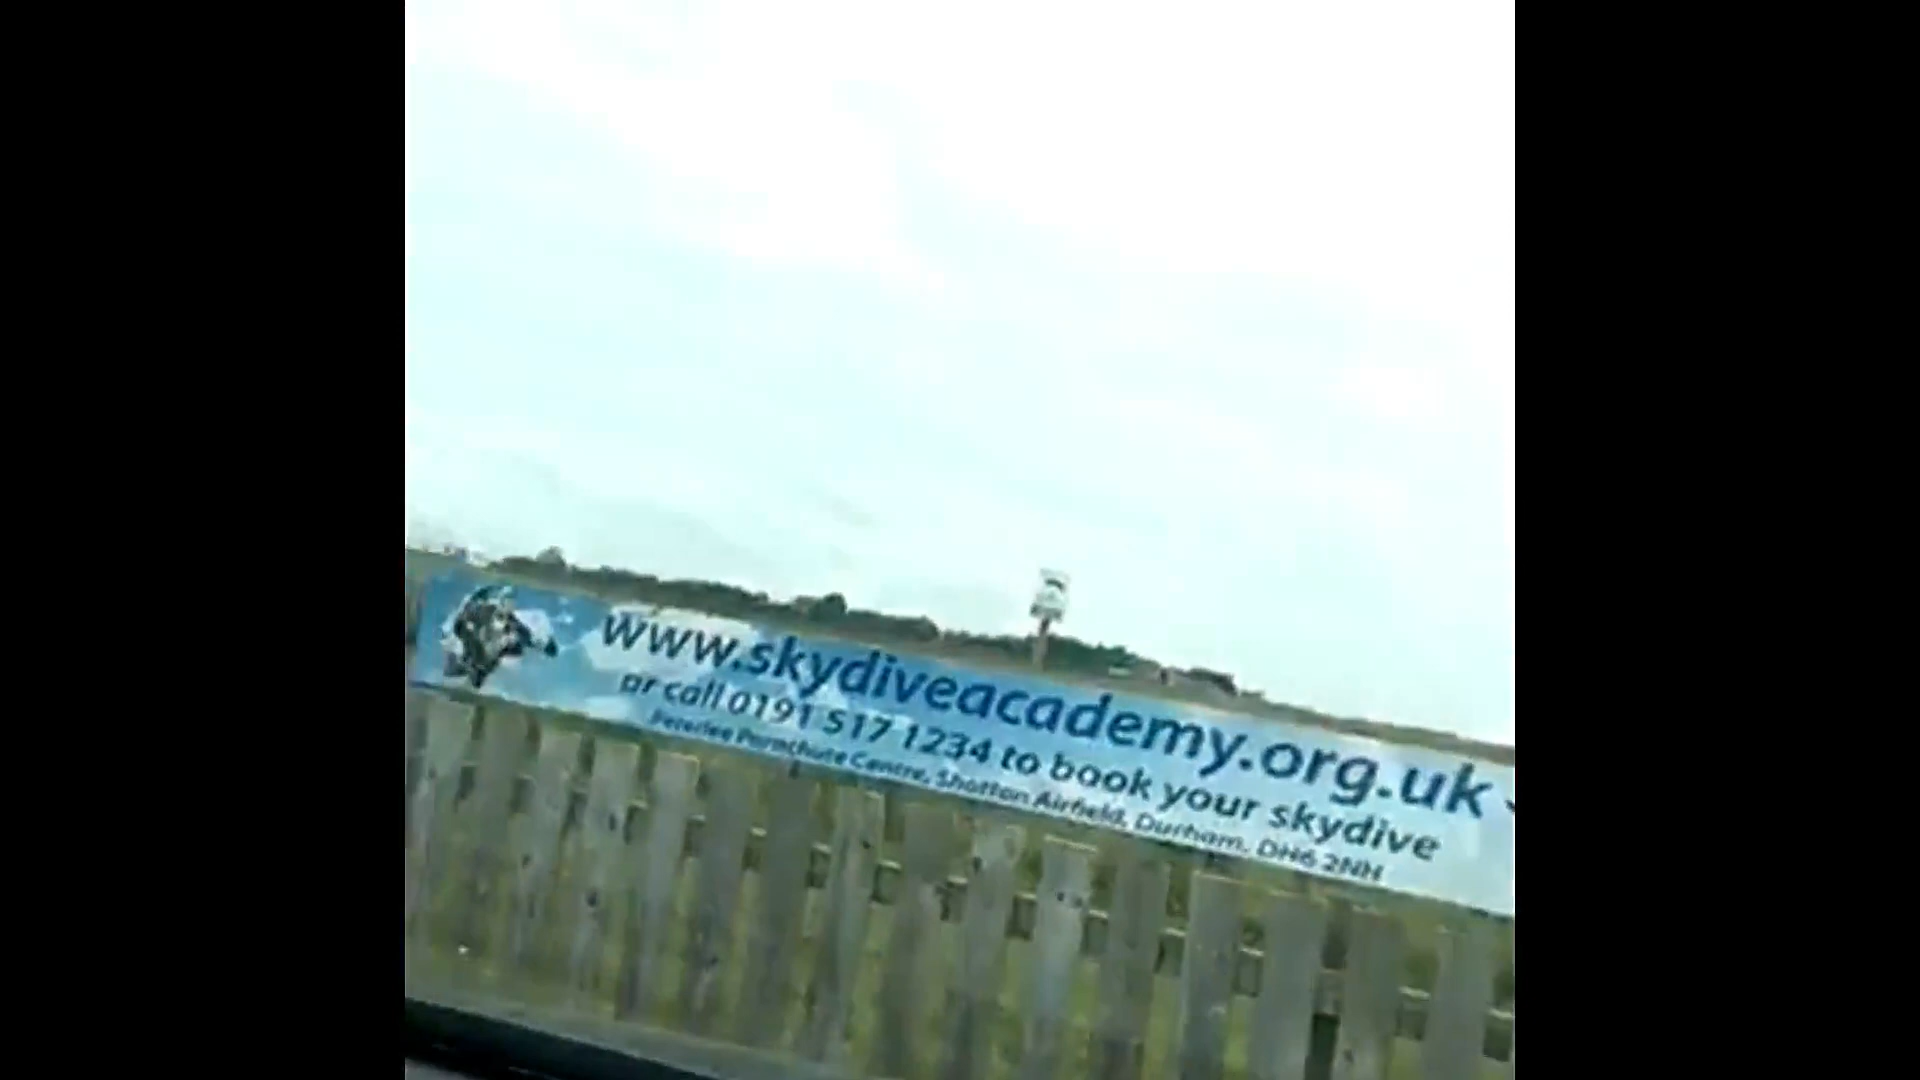 www.skydiveacademy.org.uk
or call 0191 517 1234 to book your skydive
Peterlee Parachute Centre, Shotton Airfield, Durham, DH6 2NH